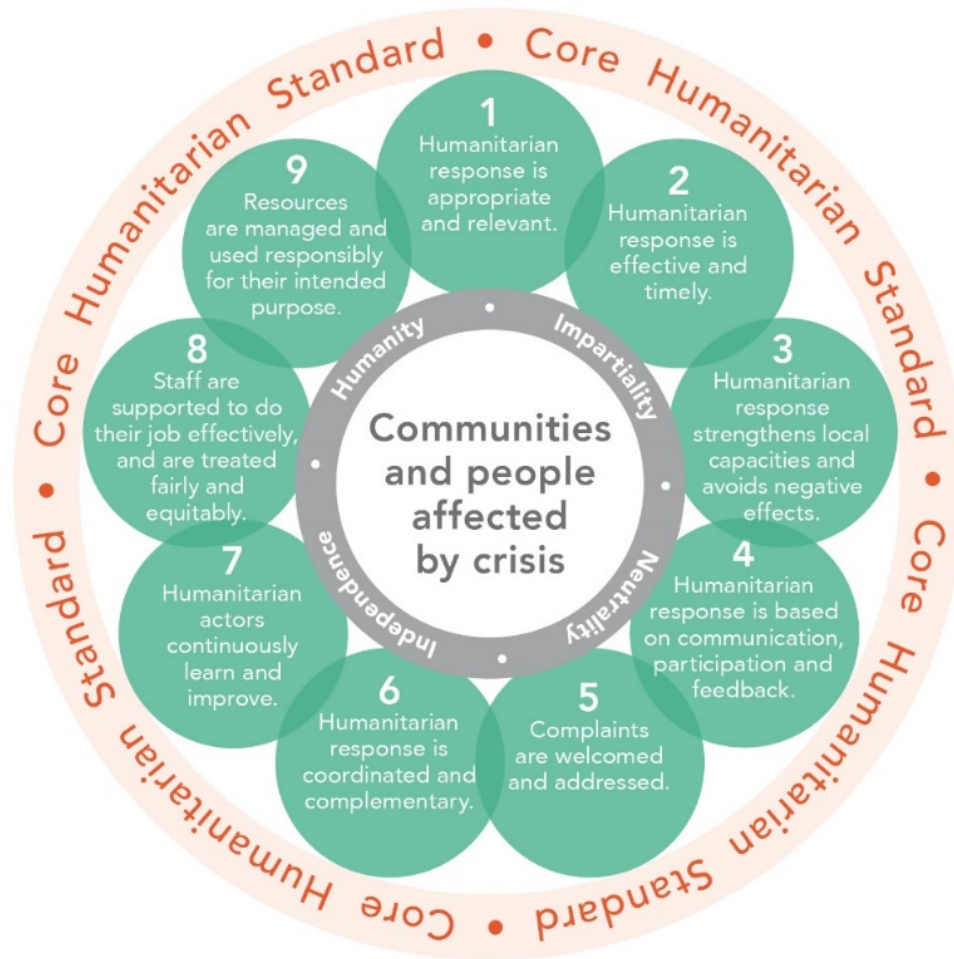 Core Humanitarian Standard • Core Humanitarian Standard • Core Humanitarian Standard • Core Humanitarian Standard •
1
Humanitarian
response is
appropriate
and relevant.
2
Humanitarian
response is
effective and
timely.
3
Humanitarian
response
strengthens local
capacities and
avoids negative
effects.
4
Humanitarian
response is based
on communication,
participation and
feedback.
5
Complaints
are welcomed
and addressed.
6
Humanitarian
response is
coordinated and
complementary.
7
Humanitarian
actors
continuously
learn and
improve.
8
Staff are
supported to do
their job effectively,
and are treated
fairly and
equitably.
9
Resources
are managed and
used responsibly
for their intended
purpose.
Humanity • Impartiality • Neutrality • Independence •
Communities
and people
affected
by crisis